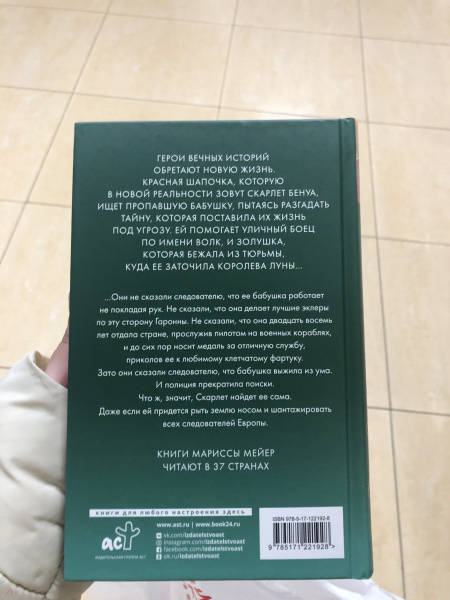 ГЕРОИ ВЕЧНЫХ ИСТОРИЙ
ОБРЕТАЮТ НОВУЮ ЖИЗНЬ.
КРАСНАЯ ШАПОЧКА, КОТОРУЮ
В НОВОЙ РЕАЛЬНОСТИ ЗОВУТ СКАРЛЕТ БЕНУА,
ИЩЕТ ПРОПАВШУЮ БАБУШКУ, ПЫТАЯСЬ РАЗГАДАТЬ
ТАЙНУ, КОТОРАЯ ПОСТАВИЛА ИХ ЖИЗНЬ
ПОД УГРОЗУ. ЕЙ ПОМОГАЕТ УЛИЧНЫЙ БОЕЦ
ПО ИМЕНИ ВОЛК, И ЗОЛУШКА,
КОТОРАЯ БЕЖАЛА ИЗ ТЮРЬМЫ,
КУДА ЕЕ ЗАТОЧИЛА КОРОЛЕВА ЛУНЫ...
...Они не сказали следователю, что ее бабушка работает
не покладая рук. Не сказали, что она делает лучшие эклеры
по эту сторону Гаронны. Не сказали, что она двадцать восемь
лет отдала стране, прослужив пилотом на военных кораблях,
и до сих пор носит медаль за отличную службу,
приколов ее к любимому клетчатому фартуку.
Зато они сказали следователю, что бабушка выжила из ума.
И полиция прекратила поиски.
Что ж, значит, Скарлет найдет ее сама.
Даже если ей придется рыть землю носом и шантажировать
всех следователей Европы.
КНИГИ МАРИССЫ МЕЙЕР
ЧИТАЮТ В 37 СТРАНАХ
книги для любого настроения здесь
www.ast.ru | www.book24.ru
vk.com/izdatelstvoast
instagram.com/izdatelstvoast
facebook.com/izdatelstvoast
ok.ru/izdatelstvoast
аст
ИЗДАТЕЛЬСКАЯ ГРУППА АСТ
ISBN 978-5-17-122192-8
9 785171 221928 >